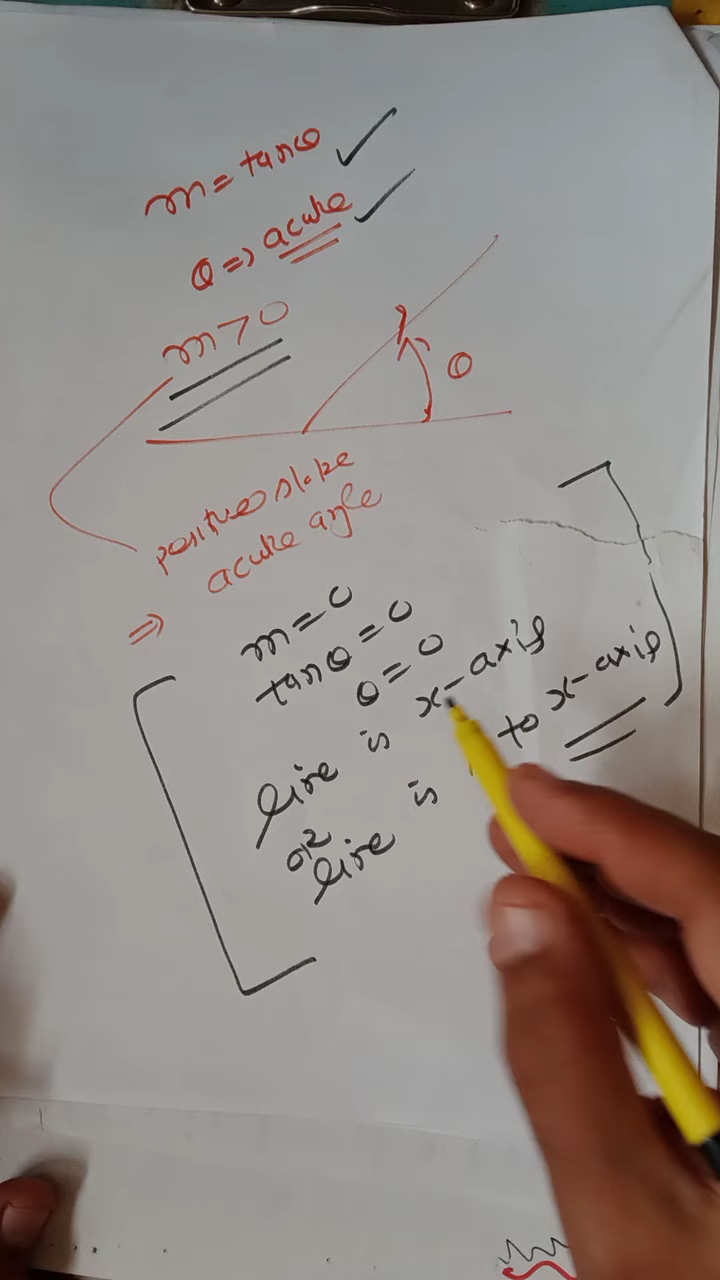 m = tanθ
θ => acute
m > 0
θ
positive slope
acute angle
=>
m = 0
tanθ = 0
θ = 0
line is x-axis
or
line is to x-axis